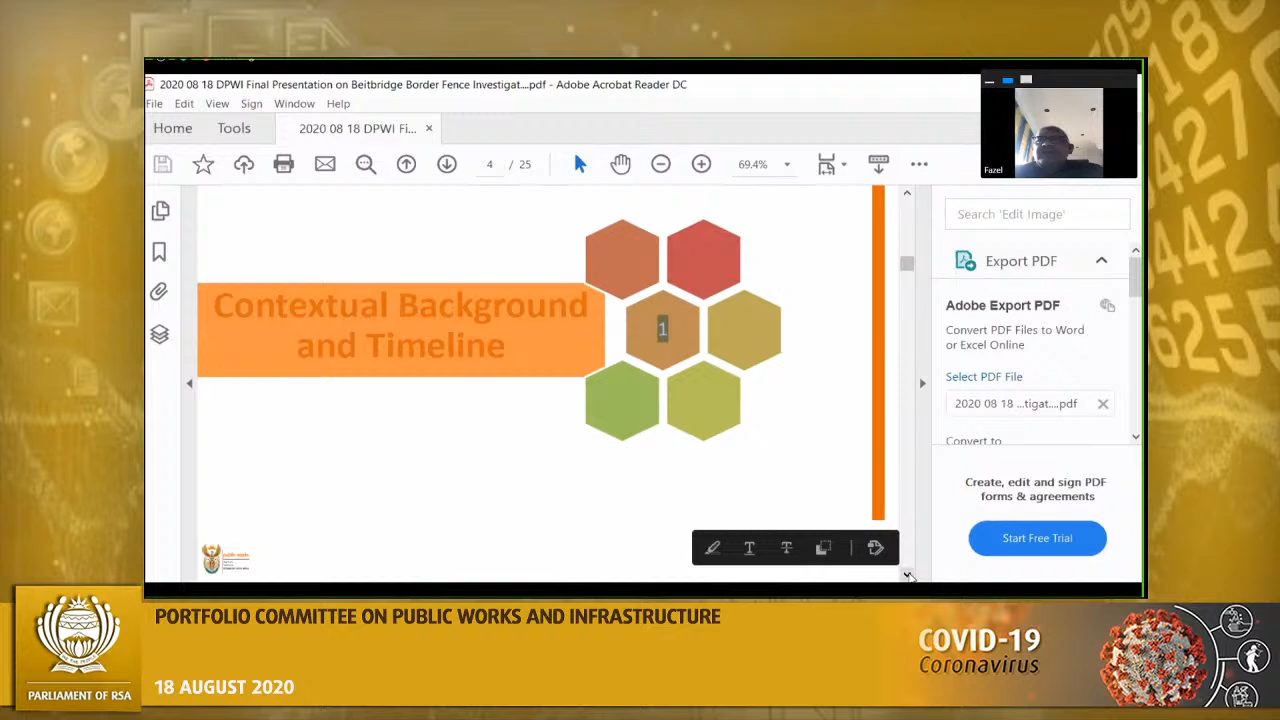 2020 08 18 DPWI Final Presentation on Beitbridge Border Fence Investigat....pdf - Adobe Acrobat Reader DC
File Edit View Sign Window Help
Home Tools 2020 08 18 DPWI Fi... ×
4 / 25 69.4%
Fazel
Search 'Edit Image'
Export PDF
Adobe Export PDF
Convert PDF Files to Word
or Excel Online
Select PDF File
2020 08 18 ...tigat....pdf
Convert to
Create, edit and sign PDF
forms & agreements
Start Free Trial
Contextual Background
and Timeline
1
public works
PORTFOLIO COMMITTEE ON PUBLIC WORKS AND INFRASTRUCTURE
18 AUGUST 2020
PARLIAMENT OF RSA
COVID-19
Coronavirus